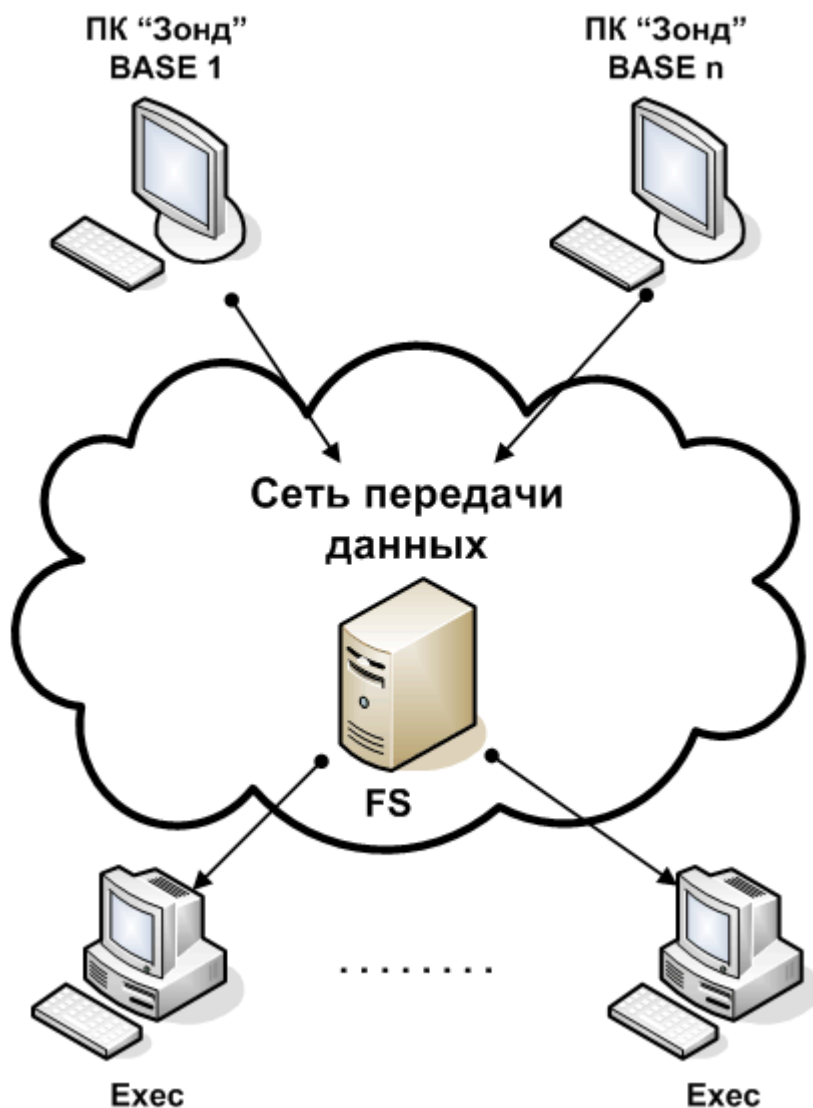 ПК “Зонд”
BASE 1
ПК “Зонд”
BASE n
Сеть передачи
данных
FS
. . . . . . . .
Exec
Exec